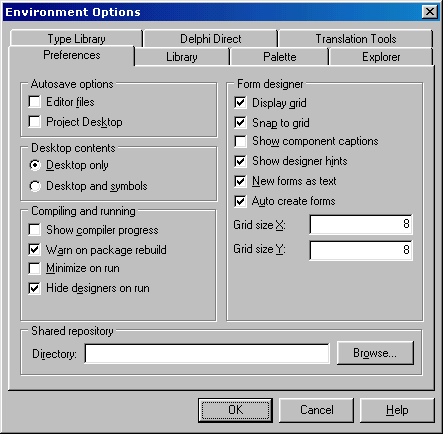 Environment Options
Type Library
Delphi Direct
Translation Tools
Preferences
Library
Palette
Explorer
Autosave options
Editor files
Project Desktop
Desktop contents
Desktop only
Desktop and symbols
Compiling and running
Show compiler progress
Warn on package rebuild
Minimize on run
Hide designers on run
Form designer
Display grid
Snap to grid
Show component captions
Show designer hints
New forms as text
Auto create forms
Grid size X: 8
Grid size Y: 8
Shared repository
Directory:
Browse...
OK
Cancel
Help